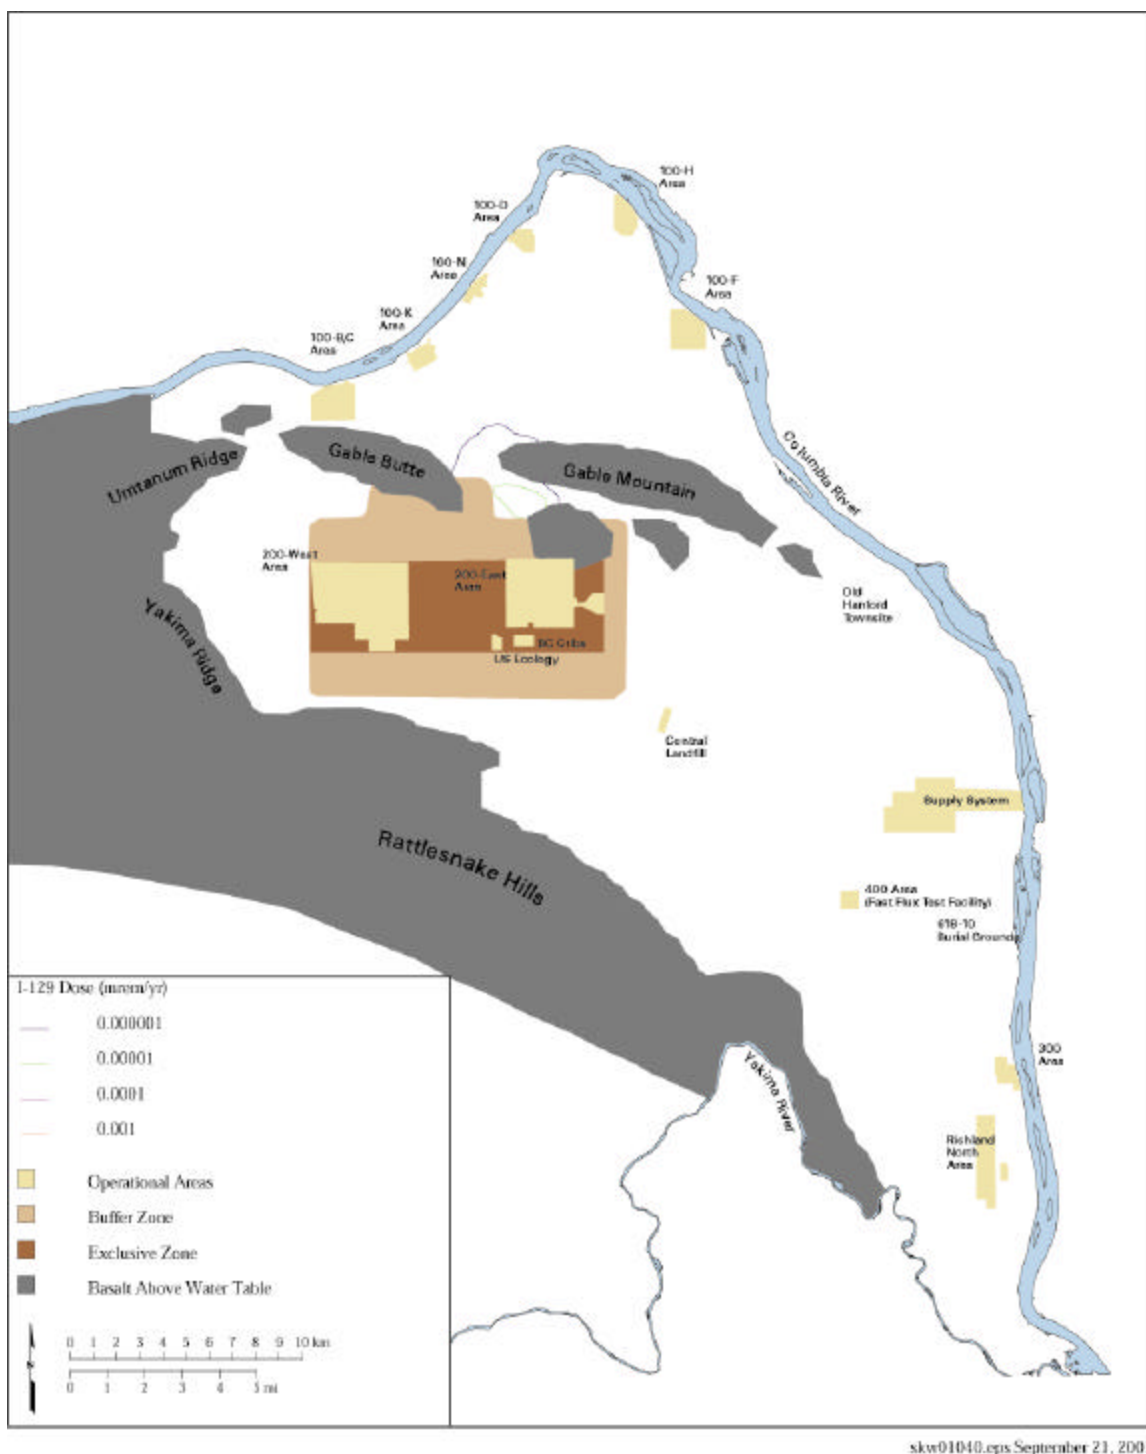 100-H
Area
100-D
Area
100-N
Area
100-F
Area
100-K
Area
100-B,C
Area
Columbia River
Umtanum Ridge
Gable Butte
Gable Mountain
200-West
Area
200-East
Area
Old
Hanford
Townsite
Yakima Ridge
BC Cribs
US Ecology
Central
Landfill
Supply System
Rattlesnake Hills
400 Area
(Fast Flux Test Facility)
618-10
Burial Grounds
I-129 Dose (mrem/yr)
0.000001
0.00001
0.0001
0.001
Operational Areas
Buffer Zone
Exclusive Zone
Basalt Above Water Table
300
Area
Yakima River
Richland
North
Area
N
0 1 2 3 4 5 6 7 8 9 10 km
0 1 2 3 4 5 mi
skw01040.eps September 21, 200